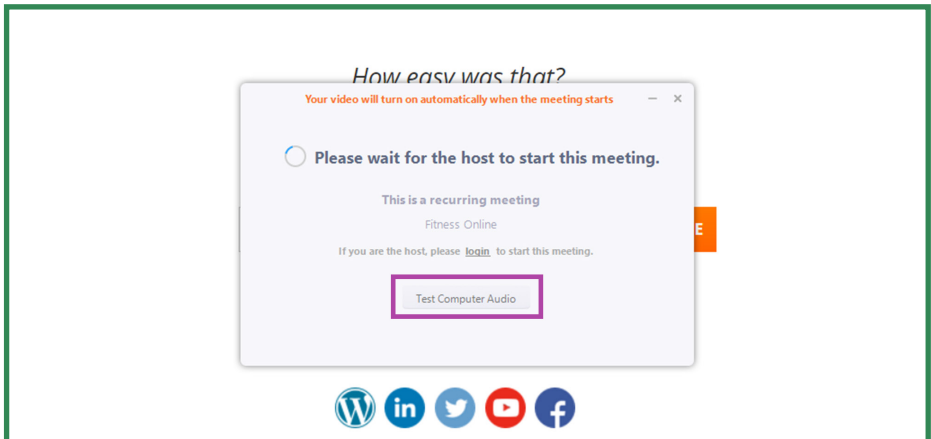 How easy was that?
Your video will turn on automatically when the meeting starts
Please wait for the host to start this meeting.
This is a recurring meeting
Fitness Online
E
If you are the host, please login to start this meeting.
Test Computer Audio
in